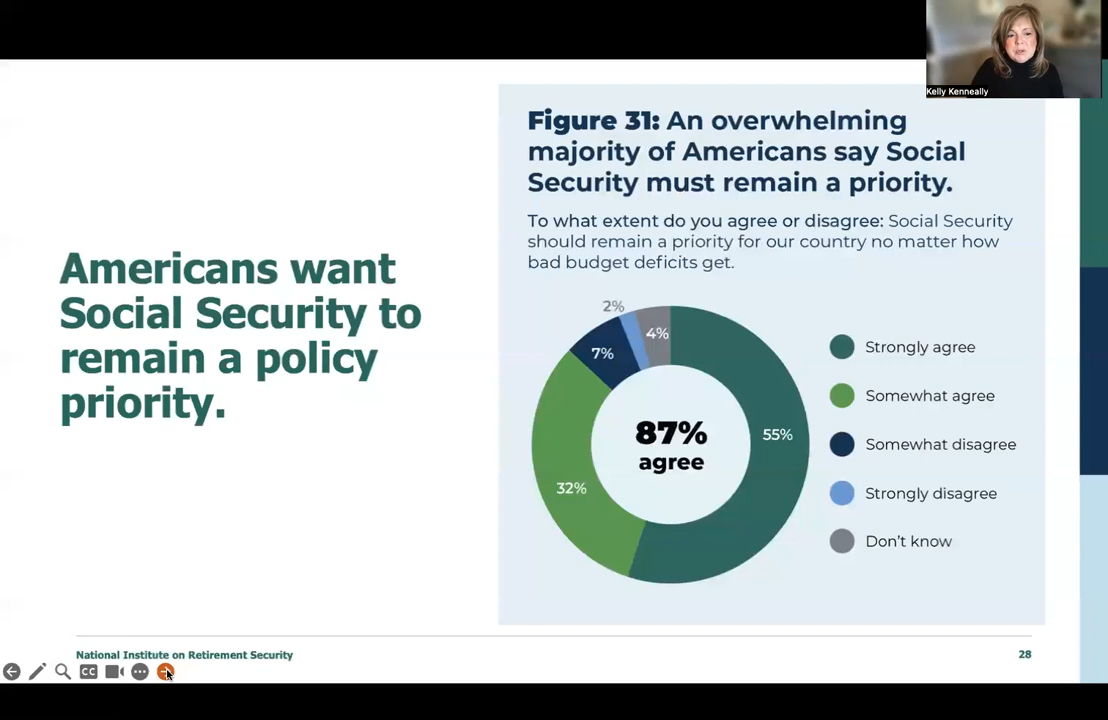 Kelly Kenneally
Americans want
Social Security to
remain a policy
priority.
Figure 31: An overwhelming
majority of Americans say Social
Security must remain a priority.
To what extent do you agree or disagree: Social Security
should remain a priority for our country no matter how
bad budget deficits get.
2%
4%
7%
55%
32%
87%
agree
Strongly agree
Somewhat agree
Somewhat disagree
Strongly disagree
Don't know
National Institute on Retirement Security
28
CC